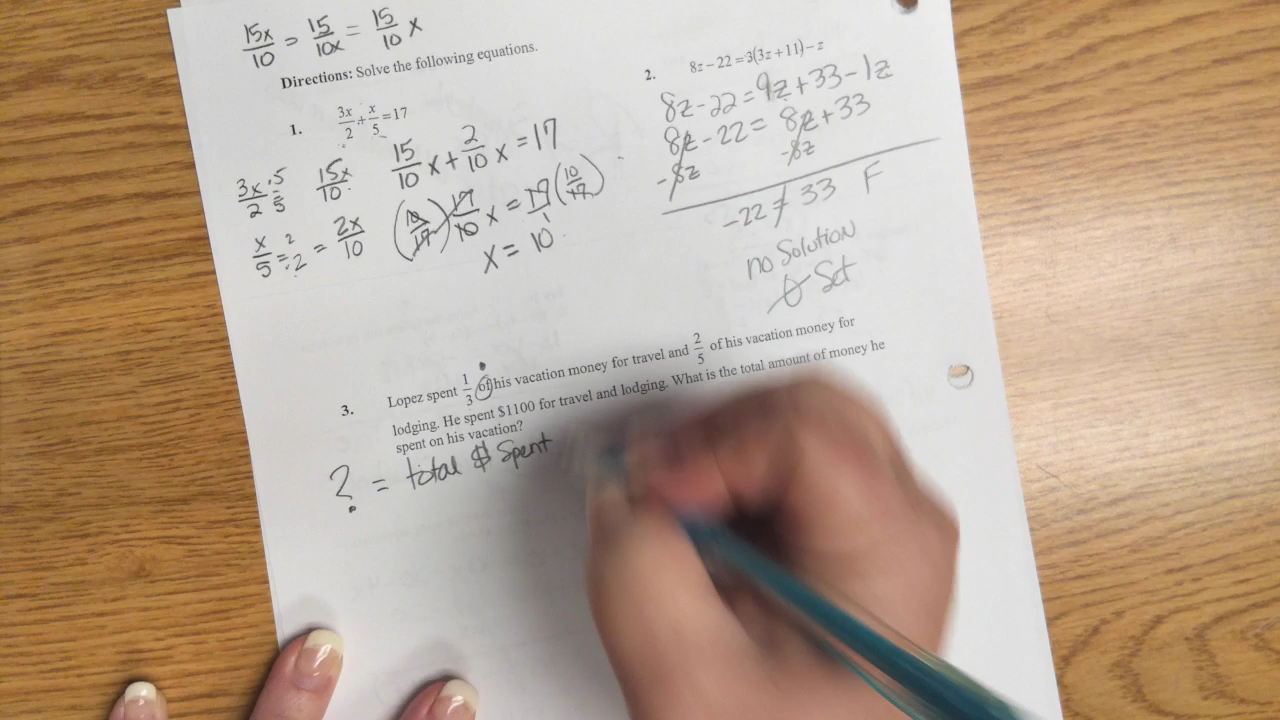 15x/10 = 15/10x = 15/10 x
Directions: Solve the following equations.
1. 3x/2 + x/5 = 17
3x/2 · 5/5 15x/10 15/10 x + 2/10 x = 17
x/5 = · 2/2 = 2x/10 (10/17) 17/10 x = 17 (10/17)
1
x = 10
2. 8z − 22 = 3(3z + 11) − z
8z - 22 = 9z + 33 - 1z
8z - 22 = 8z + 33
-8z -8z
-22 ≠ 33 F
no Solution
∅ Set
3. Lopez spent 1/3 of his vacation money for travel and 2/5 of his vacation money for
lodging. He spent $1100 for travel and lodging. What is the total amount of money he
spent on his vacation?
? = total $ Spent